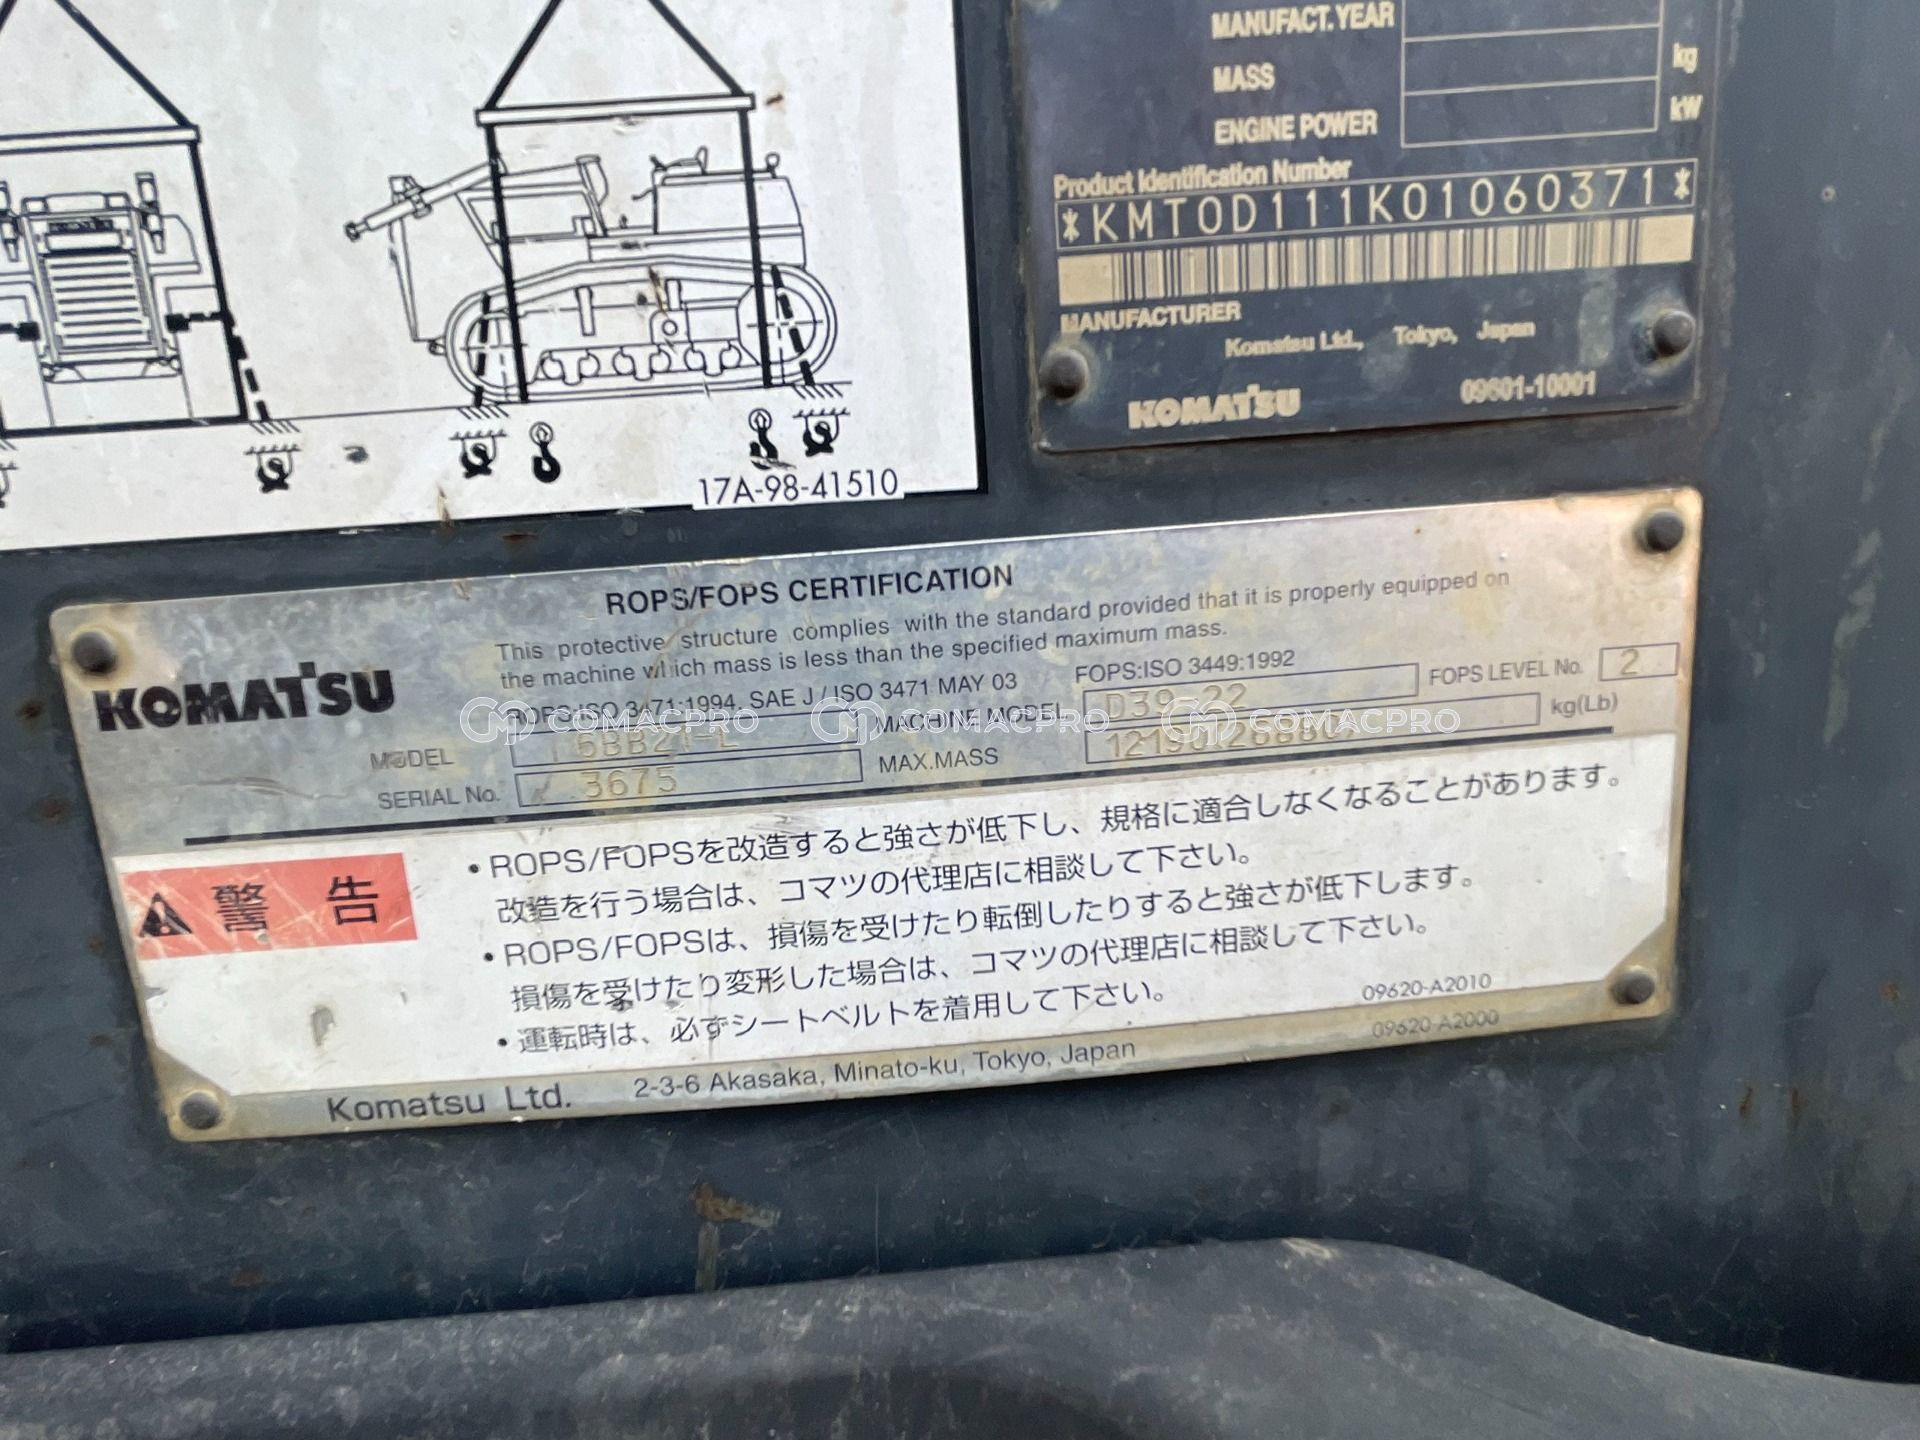 MANUFACT. YEAR
MASS kg
ENGINE POWER kW
Product Identification Number
*KMT0D111K01060371*
MANUFACTURER
Komatsu Ltd., Tokyo, Japan
KOMATSU 09601-10001
17A-98-41510
ROPS/FOPS CERTIFICATION
This protective structure complies with the standard provided that it is properly equipped on
the machine which mass is less than the specified maximum mass.
KOMATSU
ROPS:ISO 3471:1994, SAE J / ISO 3471 MAY 03 FOPS:ISO 3449:1992 FOPS LEVEL No. 2
MODEL 6BB21-L MACHINE MODEL D39-22
SERIAL No. 3675 MAX.MASS kg(Lb)
COMACPRO COMACPRO COMACPRO
警告
・ROPS/FOPSを改造すると強さが低下し、規格に適合しなくなることがあります。
改造を行う場合は、コマツの代理店に相談して下さい。
・ROPS/FOPSは、損傷を受けたり転倒したりすると強さが低下します。
損傷を受けたり変形した場合は、コマツの代理店に相談して下さい。
・運転時は、必ずシートベルトを着用して下さい。
09620-A2010
09620-A2000
Komatsu Ltd. 2-3-6 Akasaka, Minato-ku, Tokyo, Japan